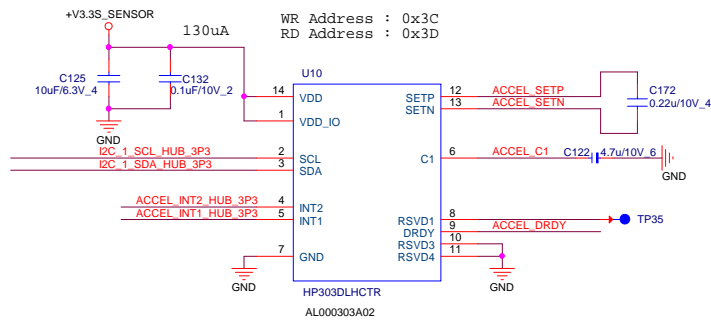 +V3.3S_SENSOR
130uA
WR Address : 0x3C
RD Address : 0x3D
C125
10uF/6.3V_4
C132
0.1uF/10V_2
GND
U10
14 VDD
1 VDD_IO
I2C_1_SCL_HUB_3P3 2 SCL
I2C_1_SDA_HUB_3P3 3 SDA
ACCEL_INT2_HUB_3P3 4 INT2
ACCEL_INT1_HUB_3P3 5 INT1
7 GND
GND
SETP 12 ACCEL_SETP
SETN 13 ACCEL_SETN
C172
0.22u/10V_4
C1 6 ACCEL_C1 C122 4.7u/10V_6
GND
RSVD1 8 TP35
DRDY 9 ACCEL_DRDY
RSVD3 10
RSVD4 11
GND
HP303DLHCTR
AL000303A02